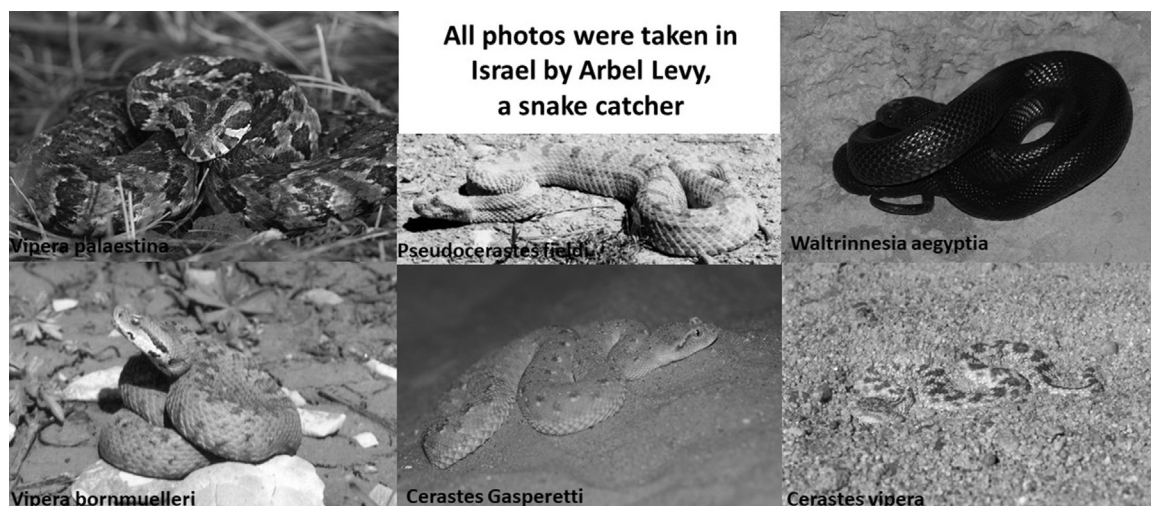 All photos were taken in
Israel by Arbel Levy,
a snake catcher
Vipera palaestina
Pseudocerastes fieldi
Waltrinnesia aegyptia
Vipera bornmuelleri
Cerastes Gasperetti
Cerastes vipera